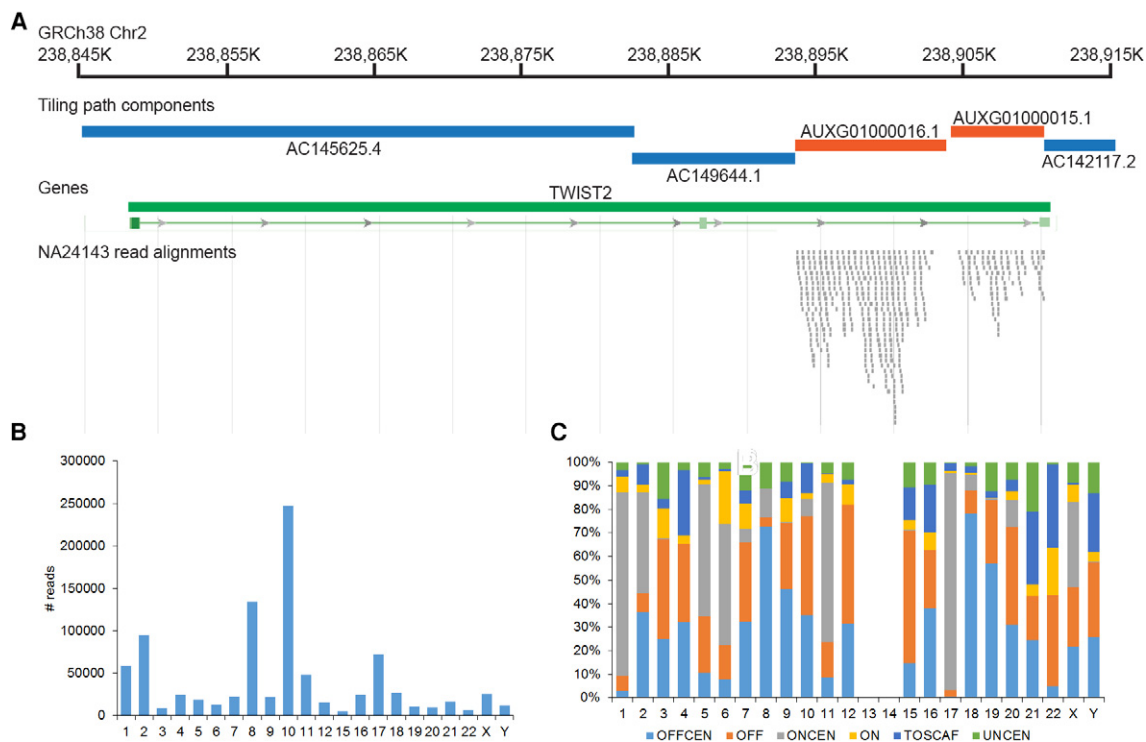 A
GRCh38 Chr2
238,845K 238,855K 238,865K 238,875K 238,885K 238,895K 238,905K 238,915K
Tiling path components
AC145625.4
AC149644.1
AUXG01000016.1
AUXG01000015.1
AC142117.2
Genes
TWIST2
NA24143 read alignments
B
300000
250000
200000
150000
100000
50000
0
# reads
1 2 3 4 5 6 7 8 9 10 11 12 13 14 15 16 17 18 19 20 21 22 X Y
C
100%
90%
80%
70%
60%
50%
40%
30%
20%
10%
0%
1 2 3 4 5 6 7 8 9 10 11 12 13 14 15 16 17 18 19 20 21 22 X Y
OFFCEN OFF ONCEN ON TOSCAF UNCEN